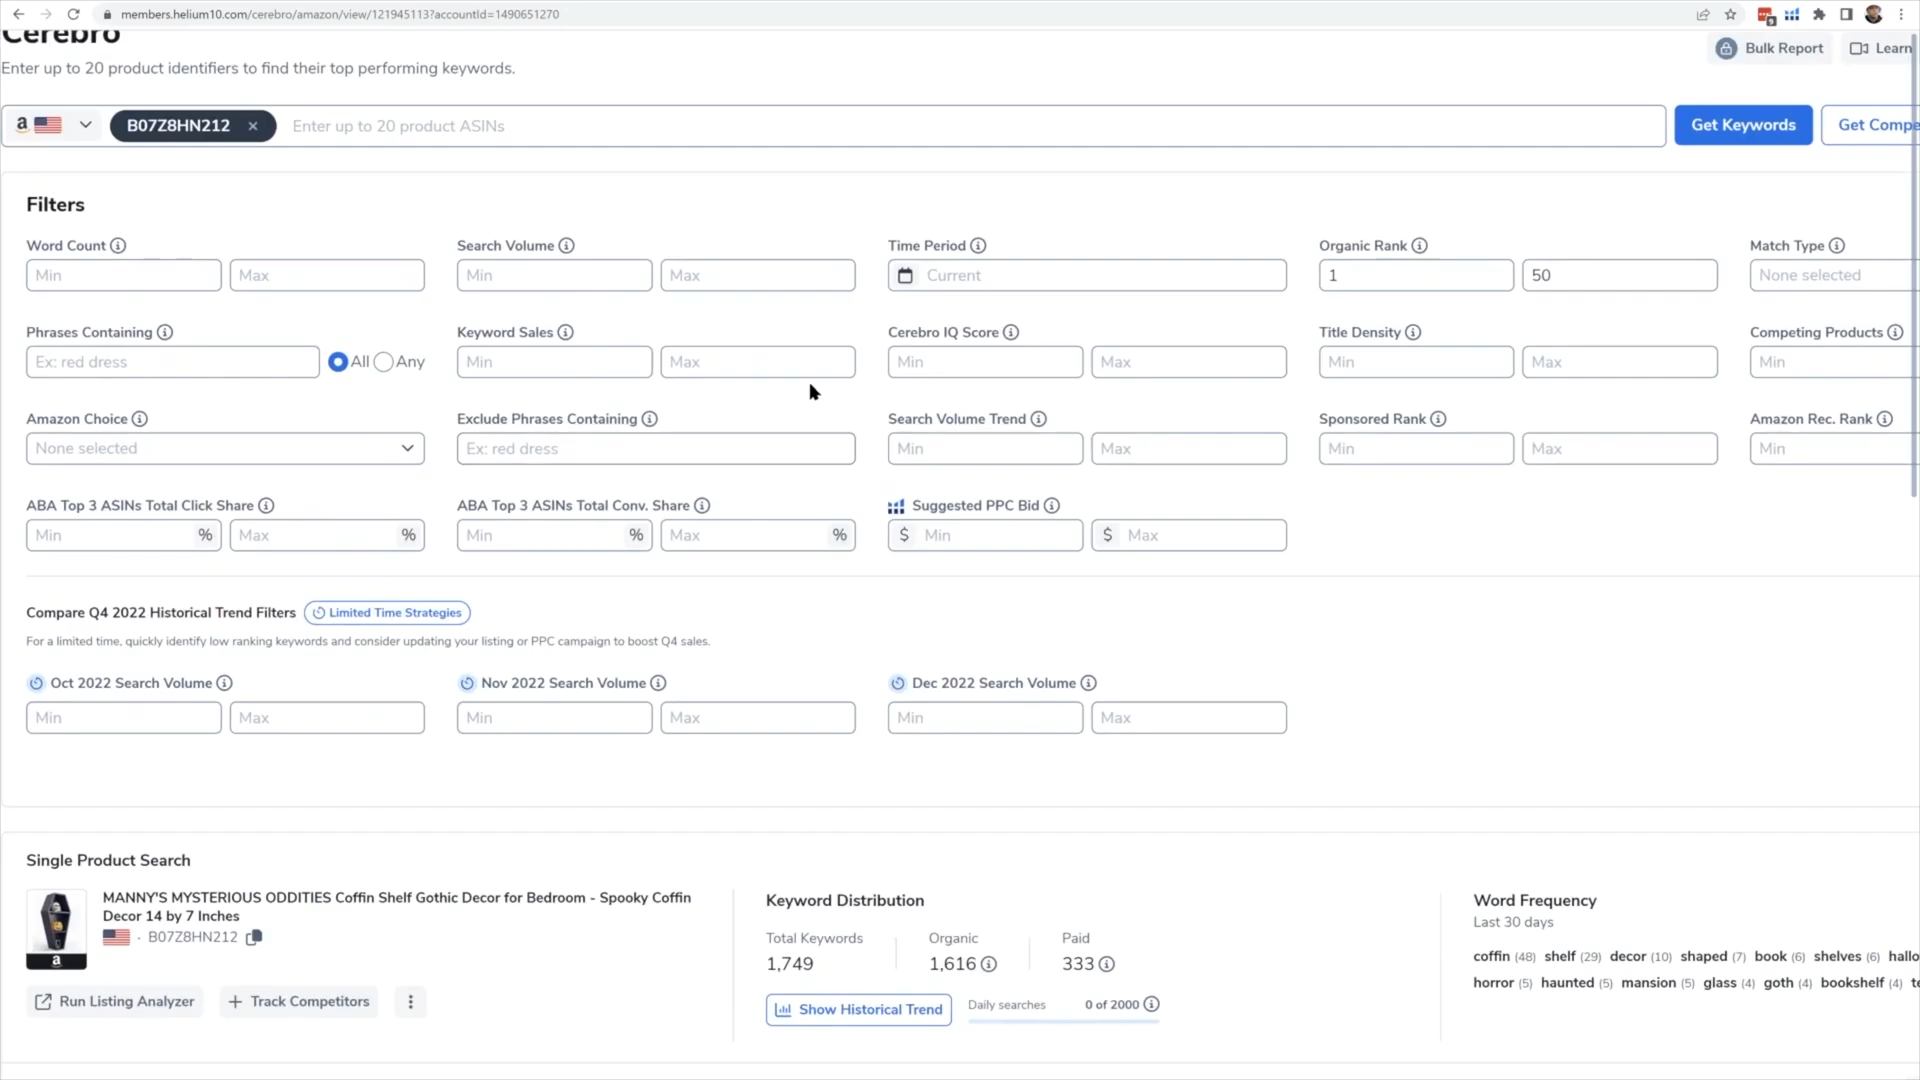 members.helium10.com/cerebro/amazon/view/121945113?accountId=1490651270
Cerebro
Bulk Report
Learn
Enter up to 20 product identifiers to find their top performing keywords.
B07Z8HN212
Enter up to 20 product ASINs
Get Keywords
Get Compe
Filters
Word Count
Search Volume
Time Period
Organic Rank
Match Type
Min Max
Min Max
Current
1 50
None selected
Phrases Containing
Keyword Sales
Cerebro IQ Score
Title Density
Competing Products
Ex: red dress
All Any
Min Max
Min Max
Min Max
Min
Amazon Choice
Exclude Phrases Containing
Search Volume Trend
Sponsored Rank
Amazon Rec. Rank
None selected
Ex: red dress
Min Max
Min Max
Min
ABA Top 3 ASINs Total Click Share
ABA Top 3 ASINs Total Conv. Share
Suggested PPC Bid
Min % Max %
Min % Max %
$ Min $ Max
Compare Q4 2022 Historical Trend Filters
Limited Time Strategies
For a limited time, quickly identify low ranking keywords and consider updating your listing or PPC campaign to boost Q4 sales.
Oct 2022 Search Volume
Nov 2022 Search Volume
Dec 2022 Search Volume
Min Max
Min Max
Min Max
Single Product Search
MANNY'S MYSTERIOUS ODDITIES Coffin Shelf Gothic Decor for Bedroom - Spooky Coffin
Decor 14 by 7 Inches
· B07Z8HN212
Run Listing Analyzer
+ Track Competitors
Keyword Distribution
Total Keywords
Organic
Paid
1,749
1,616
333
Show Historical Trend
Daily searches
0 of 2000
Word Frequency
Last 30 days
coffin (48) shelf (29) decor (10) shaped (7) book (6) shelves (6) hallo
horror (5) haunted (5) mansion (5) glass (4) goth (4) bookshelf (4) te